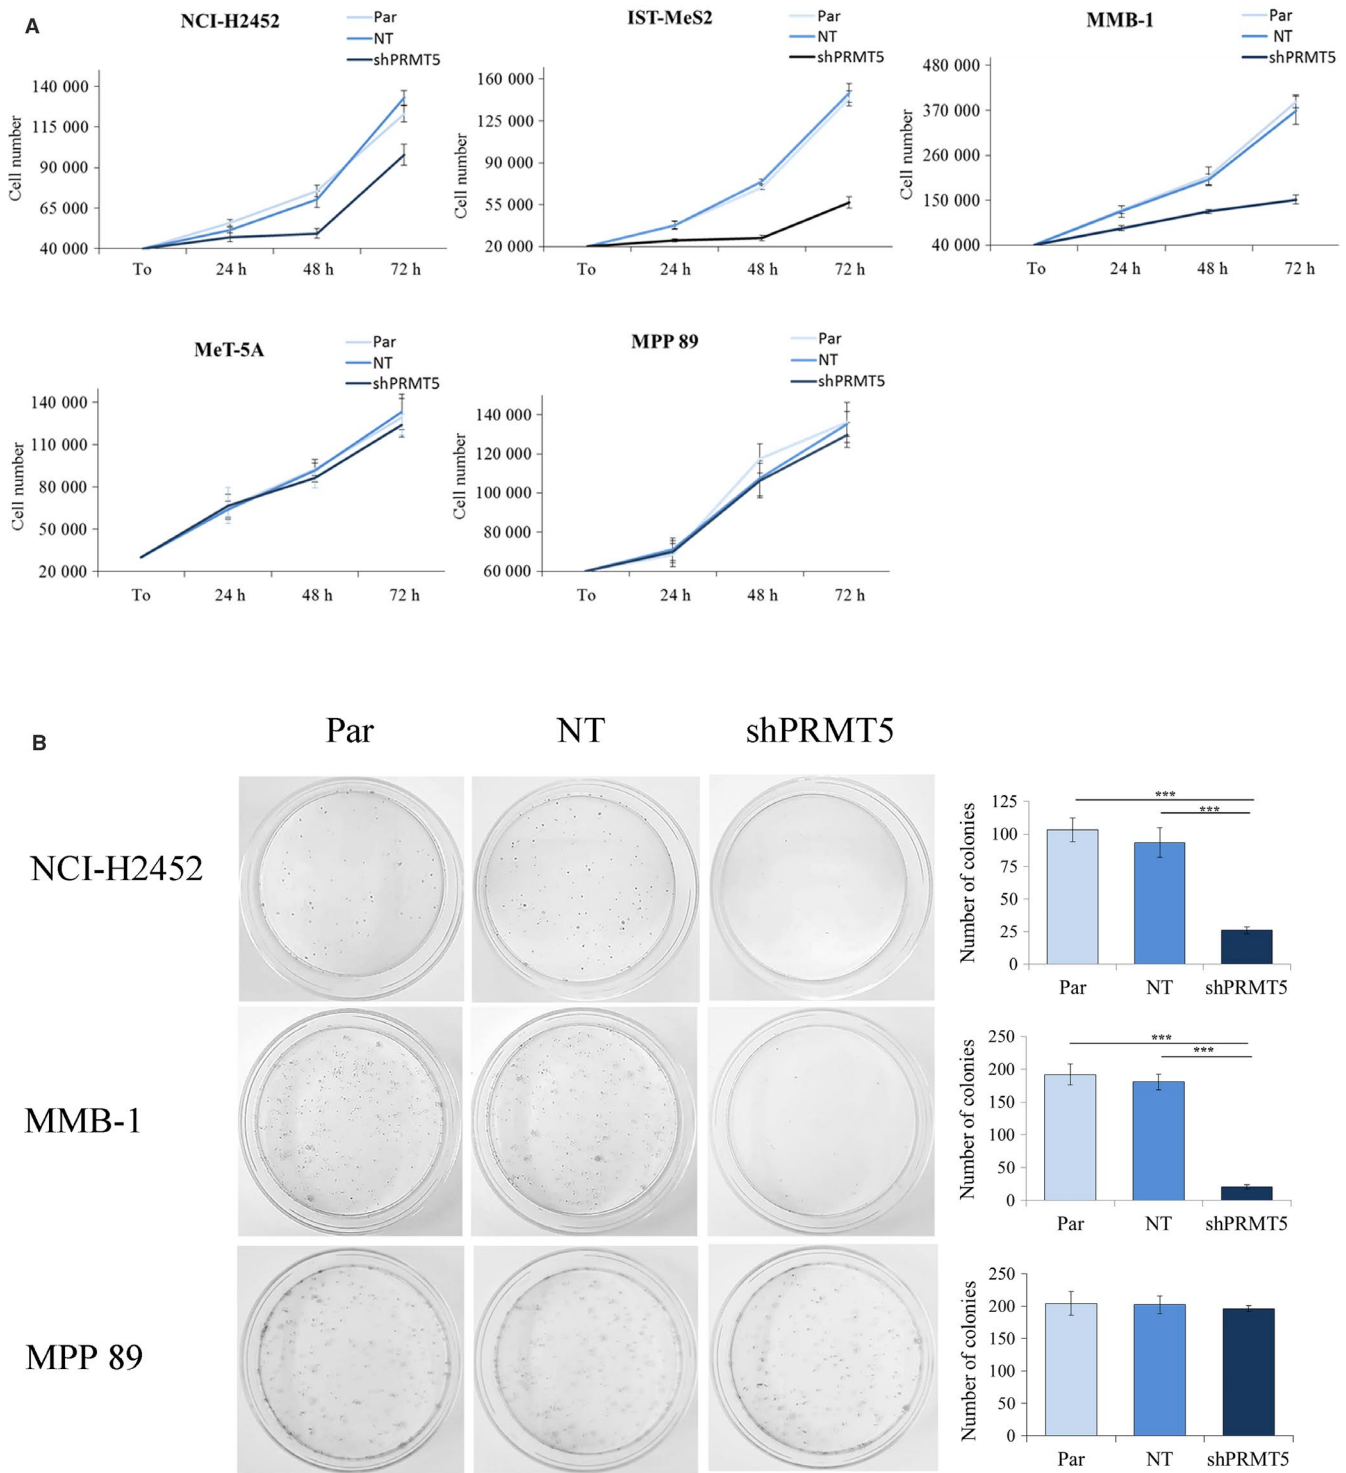 A
NCI-H2452
Par
NT
shPRMT5
Cell number
140 000
115 000
90 000
65 000
40 000
To 24 h 48 h 72 h
IST-MeS2
Par
NT
shPRMT5
Cell number
160 000
125 000
90 000
55 000
20 000
To 24 h 48 h 72 h
MMB-1
Par
NT
shPRMT5
Cell number
480 000
370 000
260 000
150 000
40 000
To 24 h 48 h 72 h
MeT-5A
Par
NT
shPRMT5
Cell number
140 000
110 000
80 000
50 000
20 000
To 24 h 48 h 72 h
MPP 89
Par
NT
shPRMT5
Cell number
140 000
120 000
100 000
80 000
60 000
To 24 h 48 h 72 h
B
Par NT shPRMT5
NCI-H2452
Number of colonies
125
100
75
50
25
0
***
***
Par NT shPRMT5
MMB-1
Number of colonies
250
200
150
100
50
0
***
***
Par NT shPRMT5
MPP 89
Number of colonies
250
200
150
100
50
0
Par NT shPRMT5